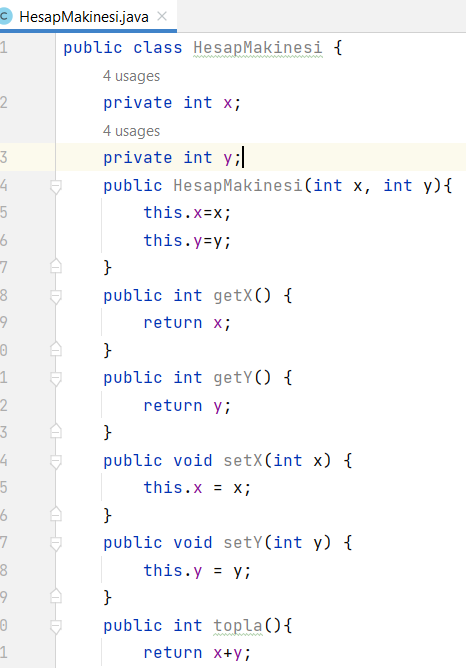 HesapMakinesi.java
1 public class HesapMakinesi {
4 usages
2 private int x;
4 usages
3 private int y;
4 public HesapMakinesi(int x, int y){
5 this.x=x;
6 this.y=y;
7 }
8 public int getX() {
9 return x;
0 }
1 public int getY() {
2 return y;
3 }
4 public void setX(int x) {
5 this.x = x;
6 }
7 public void setY(int y) {
8 this.y = y;
9 }
0 public int topla(){
1 return x+y;